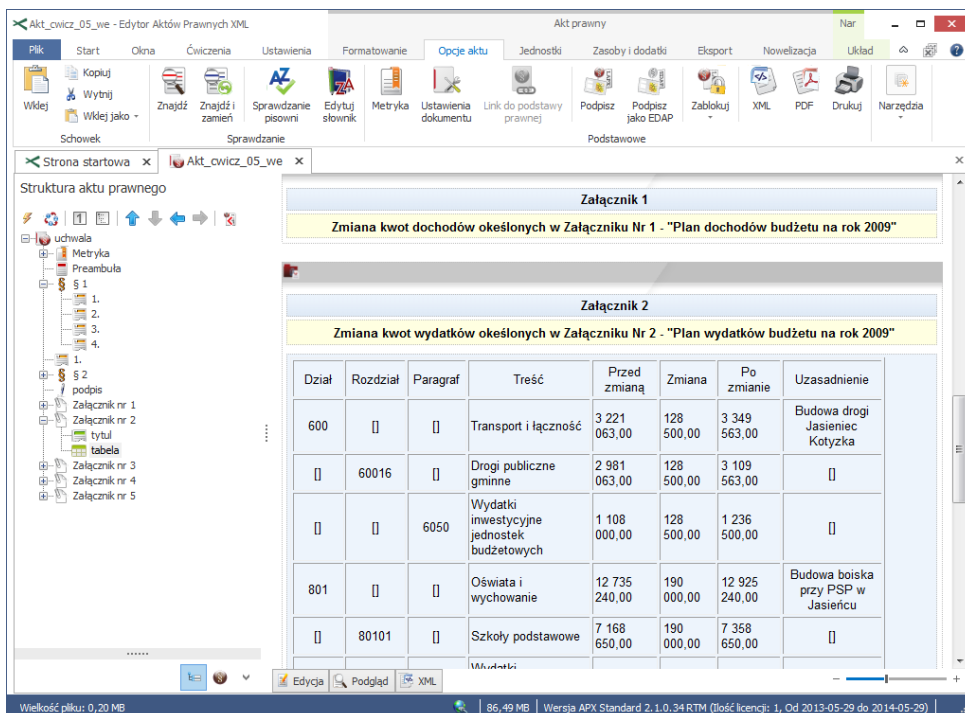 Akt_cwicz_05_we - Edytor Aktów Prawnych XML
Akt prawny
Nar
Plik Start Okna Ćwiczenia Ustawienia Formatowanie Opcje aktu Jednostki Zasoby i dodatki Eksport Nowelizacja Układ
Wklej
Kopiuj
Wytnij
Wklej jako
Znajdź
Znajdź i
zamień
Sprawdzanie
pisowni
Edytuj
słownik
Metryka
Ustawienia
dokumentu
Link do podstawy
prawnej
Podpisz
Podpisz
jako EDAP
Zablokuj
XML
PDF
Drukuj
Narzędzia
Schowek
Sprawdzanie
Podstawowe
Strona startowa x
Akt_cwicz_05_we x
Struktura aktu prawnego
uchwala
Metryka
Preambuła
§ § 1
1.
2.
3.
4.
1.
§ § 2
podpis
Załącznik nr 1
Załącznik nr 2
tytul
tabela
Załącznik nr 3
Załącznik nr 4
Załącznik nr 5
Załącznik 1
Zmiana kwot dochodów określonych w Załączniku Nr 1 - "Plan dochodów budżetu na rok 2009"
Załącznik 2
Zmiana kwot wydatków określonych w Załączniku Nr 2 - "Plan wydatków budżetu na rok 2009"
Dział Rozdział Paragraf Treść Przed zmianą Zmiana Po zmianie Uzasadnienie
600 [] [] Transport i łączność 3 221 063,00 128 500,00 3 349 563,00 Budowa drogi Jasieniec Kotyzka
[] 60016 [] Drogi publiczne gminne 2 981 063,00 128 500,00 3 109 563,00 []
[] [] 6050 Wydatki inwestycyjne jednostek budżetowych 1 108 000,00 128 500,00 1 236 500,00 []
801 [] [] Oświata i wychowanie 12 735 240,00 190 000,00 12 925 240,00 Budowa boiska przy PSP w Jasieńcu
[] 80101 [] Szkoły podstawowe 7 168 650,00 190 000,00 7 358 650,00 []
Wydatki
Edycja Podgląd XML
Wielkość pliku: 0,20 MB
86,49 MB
Wersja APX Standard 2.1.0.34 RTM (Ilość licencji: 1, Od 2013-05-29 do 2014-05-29)